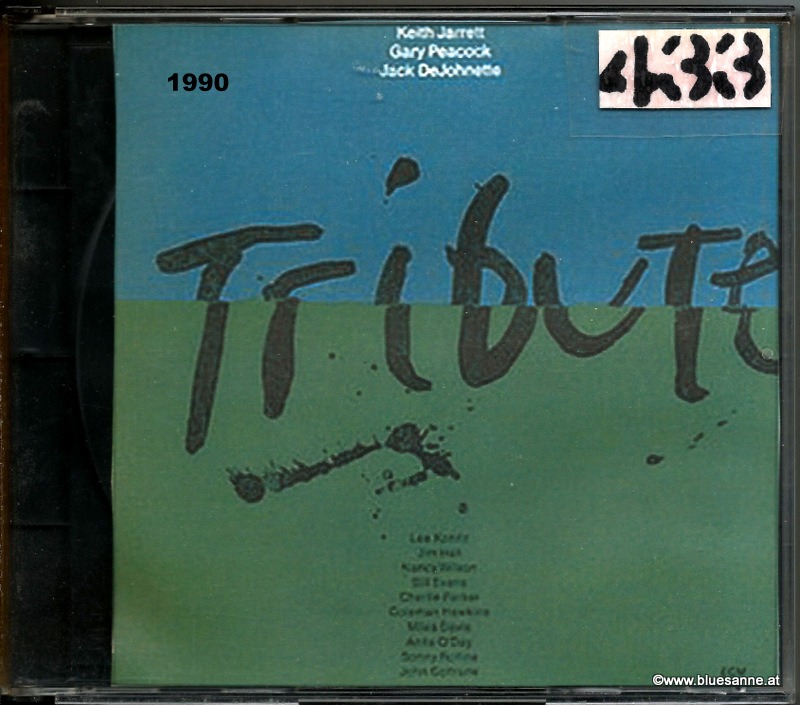 Keith Jarrett
Gary Peacock
Jack DeJohnette
1990
433
Tribute
Lee Konitz
Jim Hall
Nancy Wilson
Bill Evans
Charlie Parker
Coleman Hawkins
Miles Davis
Anita O'Day
Sonny Rollins
John Coltrane
ECM
©www.bluesanne.at